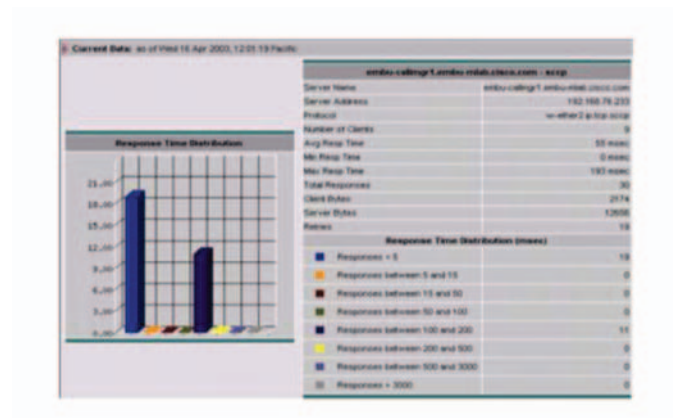 Current Data: as of Wed 16 Apr 2003, 12:01:19 Pacific
embu-callmgr1.embu-mlab.cisco.com - sccp
Server Name embu-callmgr1.embu-mlab.cisco.com
Server Address 192.168.76.233
Protocol w-ether2.ip.tcp.sccp
Number of Clients 9
Avg Resp Time 55 msec
Min Resp Time 0 msec
Max Resp Time 193 msec
Total Responses 30
Client Bytes 2174
Server Bytes
Retries 19
Response Time Distribution
21.00
18.00
15.00
12.00
9.00
6.00
3.00
0.00
Response Time Distribution (msec)
Responses < 5 19
Responses between 5 and 15 0
Responses between 15 and 50 0
Responses between 50 and 100 0
Responses between 100 and 200 11
Responses between 200 and 500 0
Responses between 500 and 3000 0
Responses > 3000 0